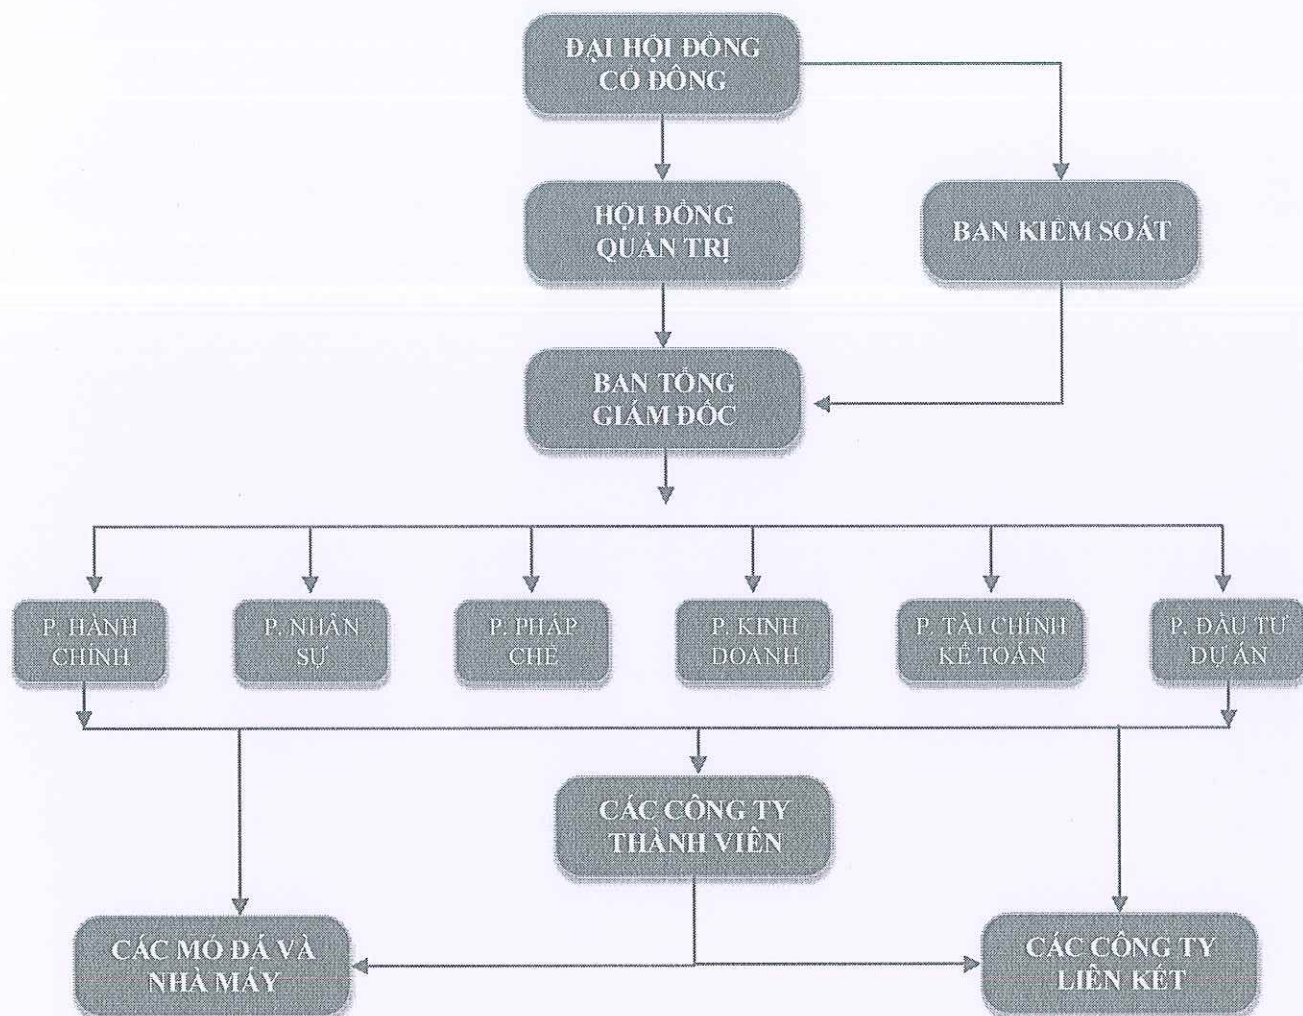 ĐẠI HỘI ĐỒNG
CỔ ĐÔNG
HỘI ĐỒNG
QUẢN TRỊ
BAN KIỂM SOÁT
BAN TỔNG
GIÁM ĐỐC
P. HÀNH
CHÍNH
P. NHÂN
SỰ
P. PHÁP
CHẾ
P. KINH
DOANH
P. TÀI CHÍNH
KẾ TOÁN
P. ĐẦU TƯ
DỰ ÁN
CÁC CÔNG TY
THÀNH VIÊN
CÁC MỎ ĐÁ VÀ
NHÀ MÁY
CÁC CÔNG TY
LIÊN KẾT